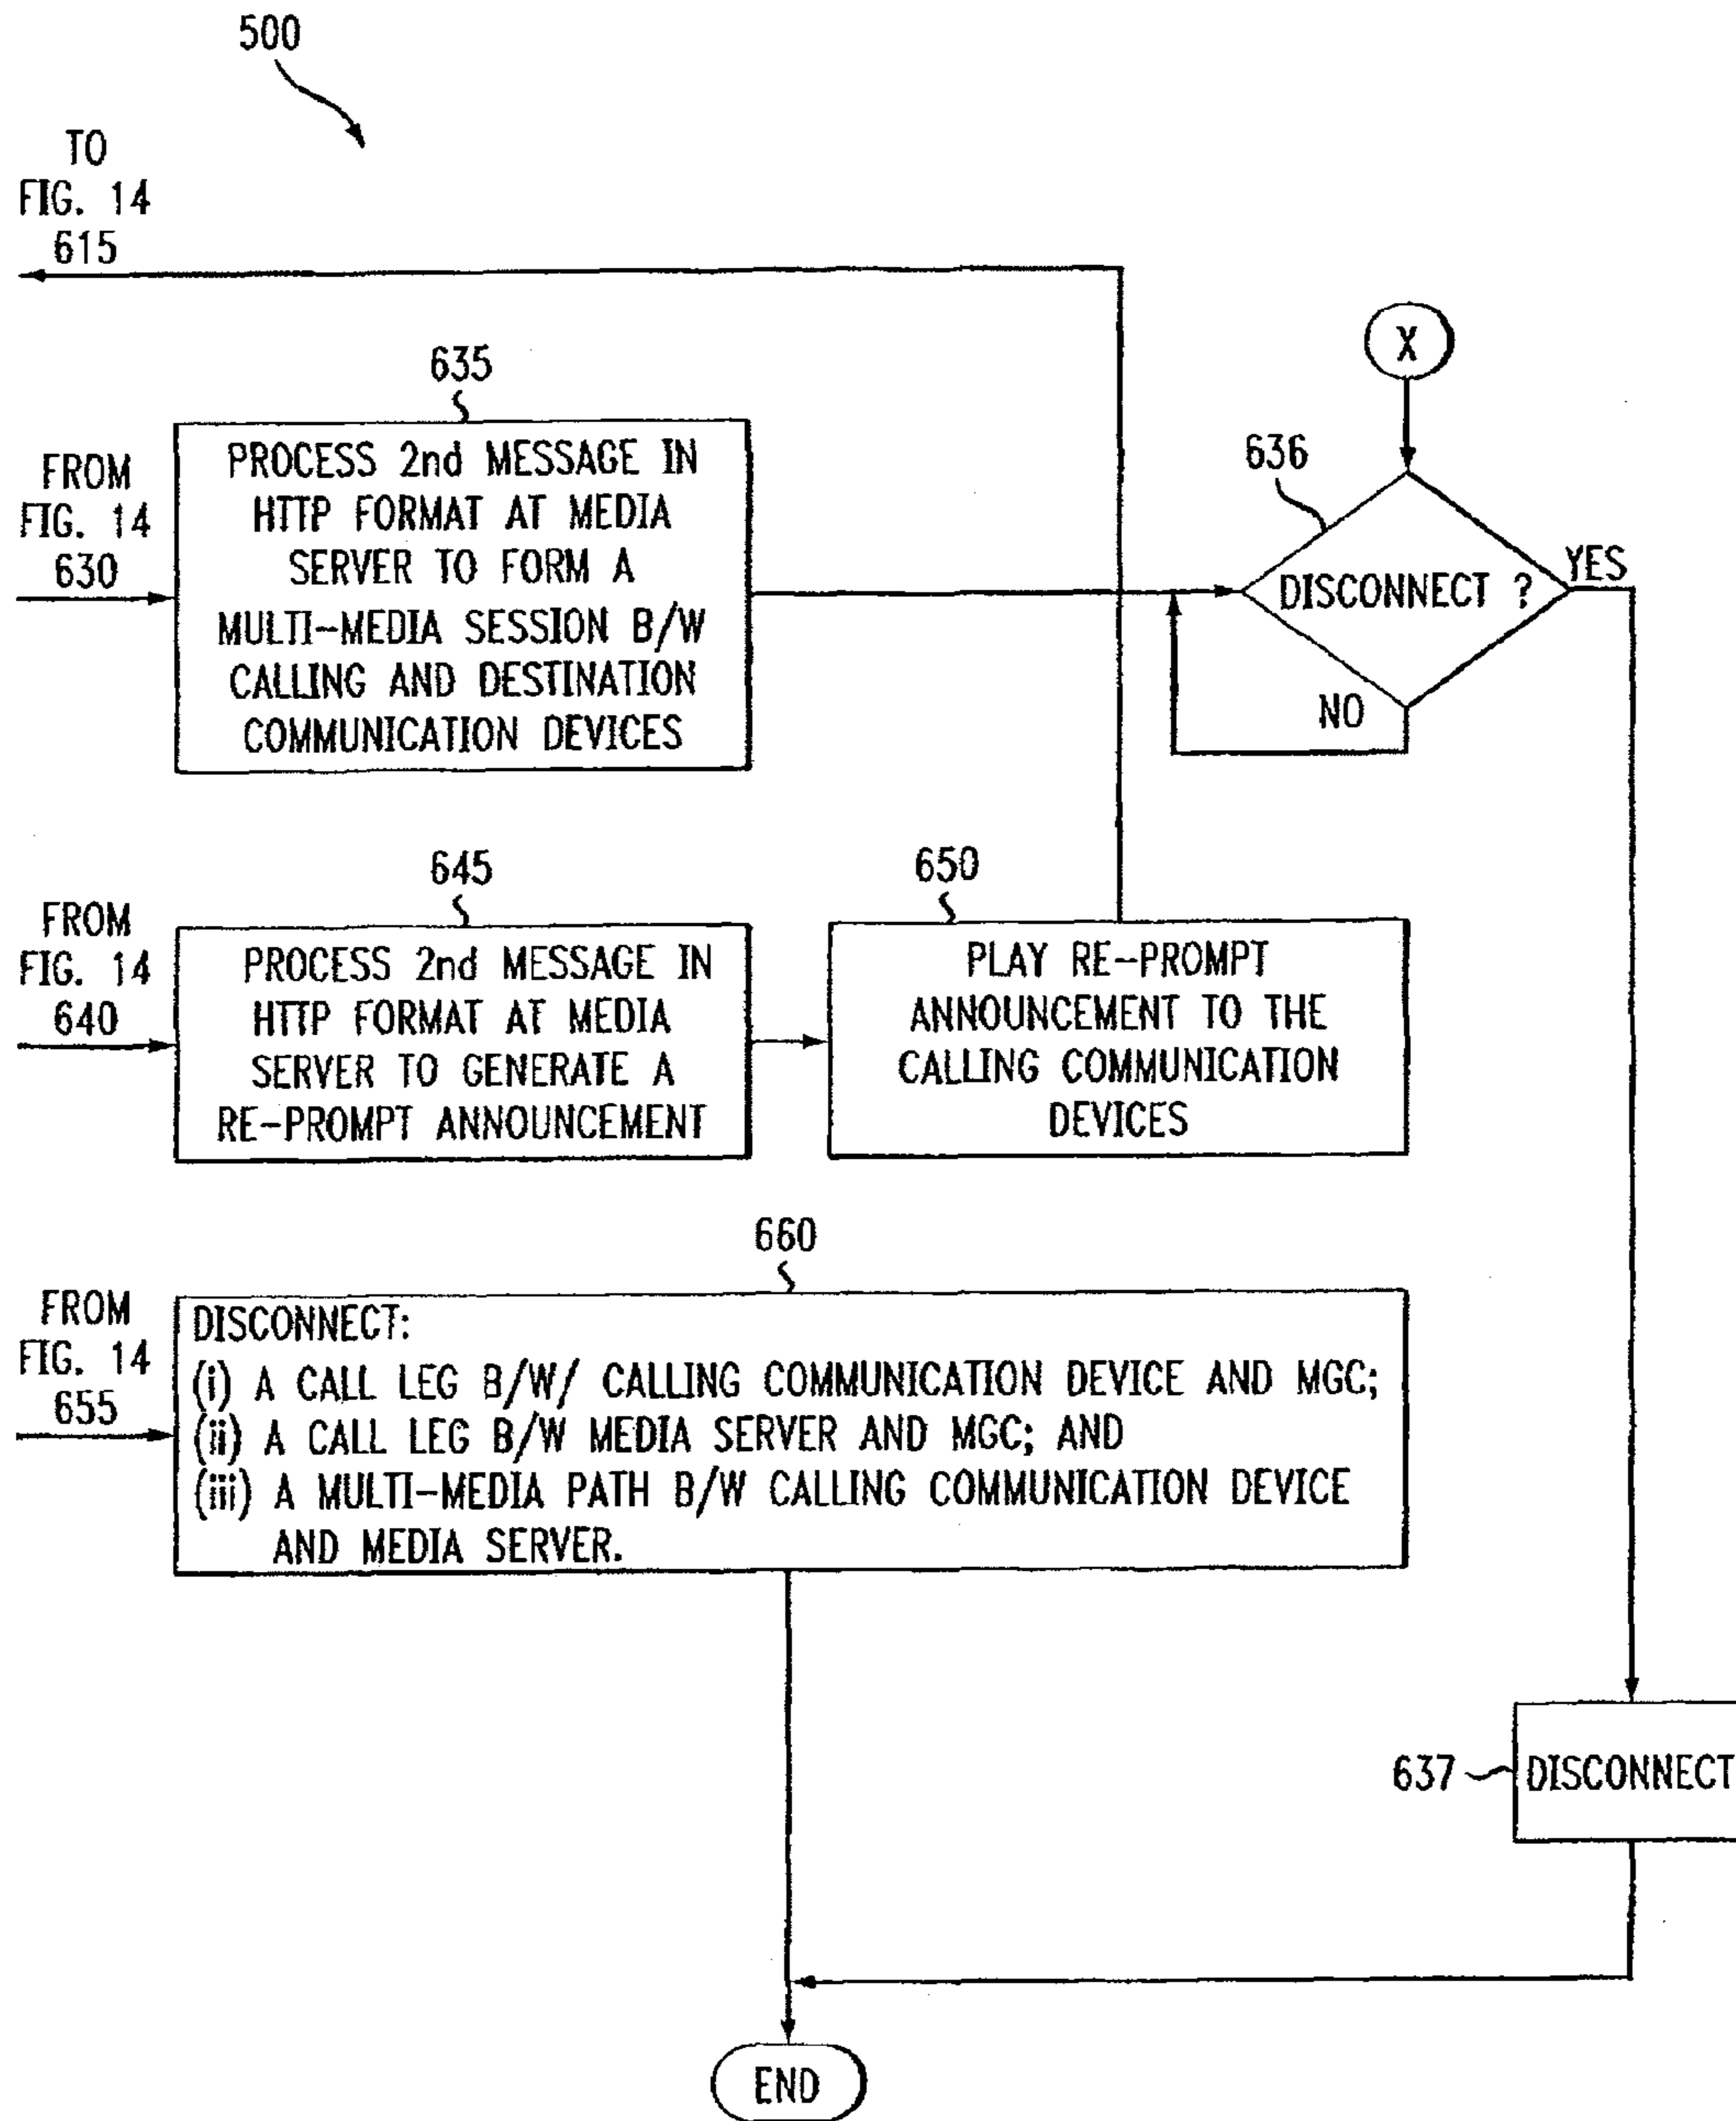 500
TO
FIG. 14
615
X
635
PROCESS 2nd MESSAGE IN
HTTP FORMAT AT MEDIA
SERVER TO FORM A
MULTI-MEDIA SESSION B/W
CALLING AND DESTINATION
COMMUNICATION DEVICES
FROM
FIG. 14
630
636
DISCONNECT ?
YES
NO
645
FROM
FIG. 14
640
PROCESS 2nd MESSAGE IN
HTTP FORMAT AT MEDIA
SERVER TO GENERATE A
RE-PROMPT ANNOUNCEMENT
650
PLAY RE-PROMPT
ANNOUNCEMENT TO THE
CALLING COMMUNICATION
DEVICES
660
FROM
FIG. 14
655
DISCONNECT:
(i) A CALL LEG B/W/ CALLING COMMUNICATION DEVICE AND MGC;
(ii) A CALL LEG B/W MEDIA SERVER AND MGC; AND
(iii) A MULTI-MEDIA PATH B/W CALLING COMMUNICATION DEVICE
AND MEDIA SERVER.
637
DISCONNECT
END